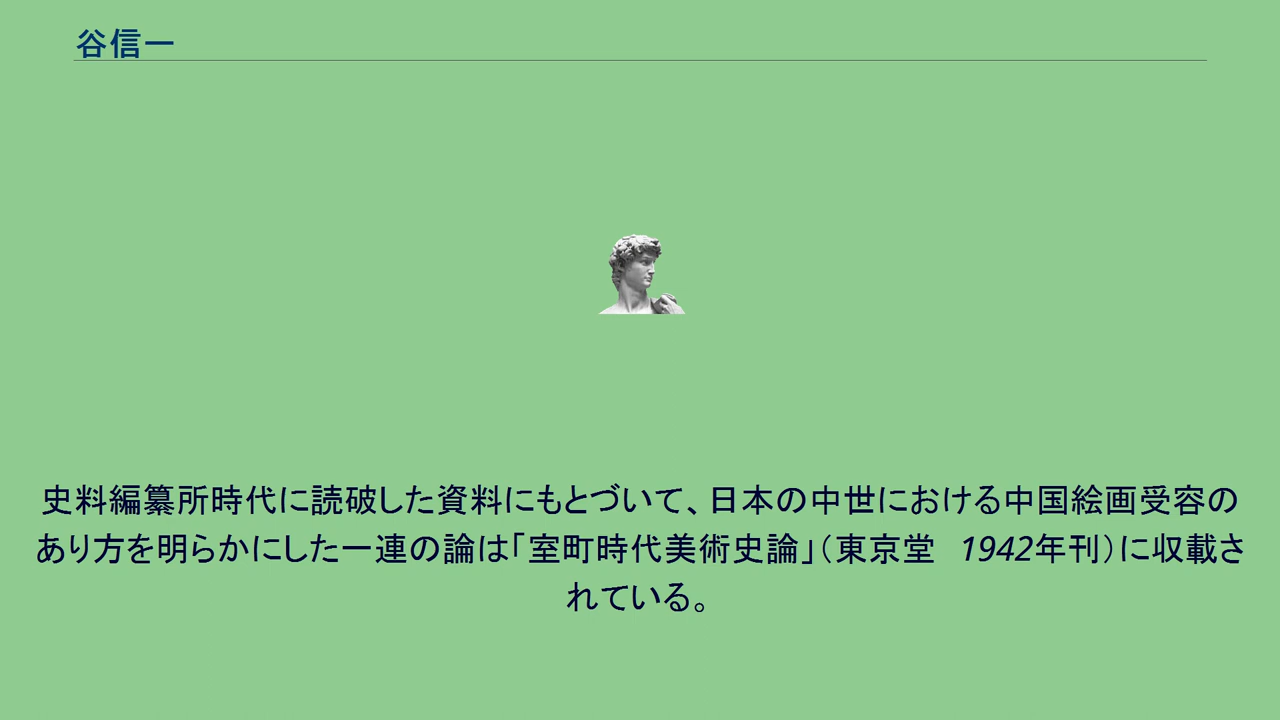 谷信一
史料編纂所時代に読破した資料にもとづいて、日本の中世における中国絵画受容の
あり方を明らかにした一連の論は「室町時代美術史論」（東京堂　1942年刊）に収載さ
れている。